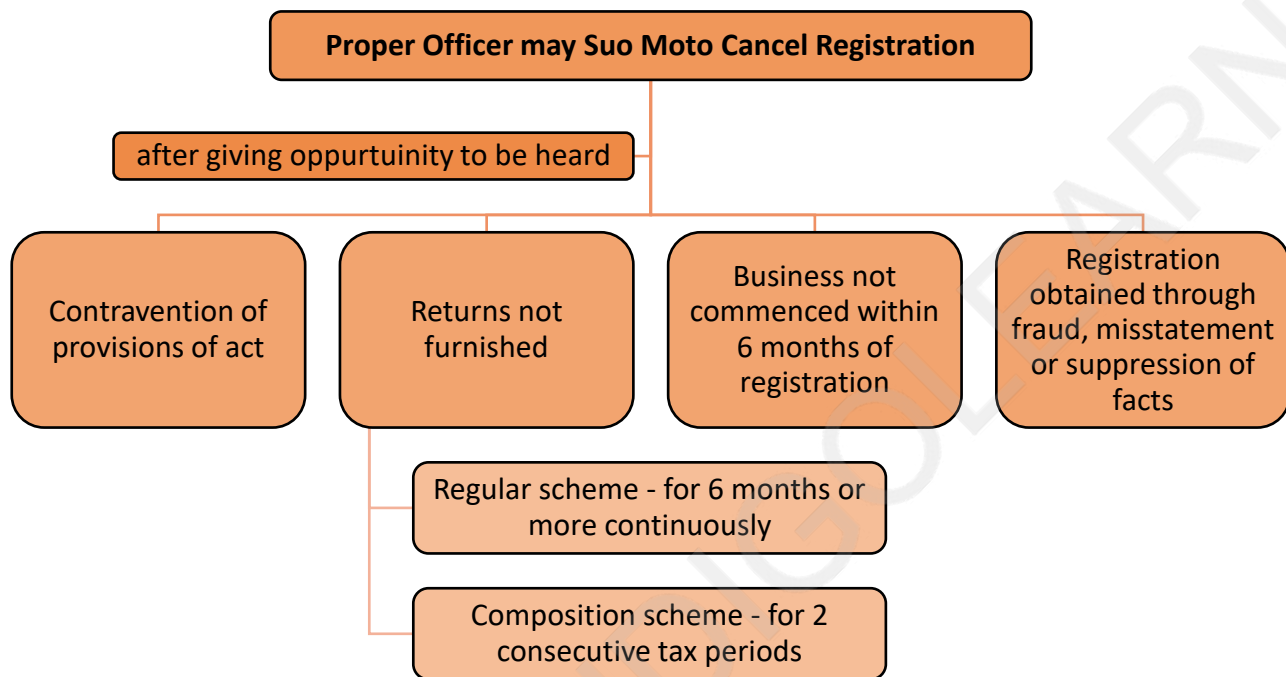 Proper Officer may Suo Moto Cancel Registration
after giving oppurtuinity to be heard
Contravention of
provisions of act
Returns not
furnished
Business not
commenced within
6 months of
registration
Registration
obtained through
fraud, misstatement
or suppression of
facts
Regular scheme - for 6 months or
more continuously
Composition scheme - for 2
consecutive tax periods
DIGOLEARN